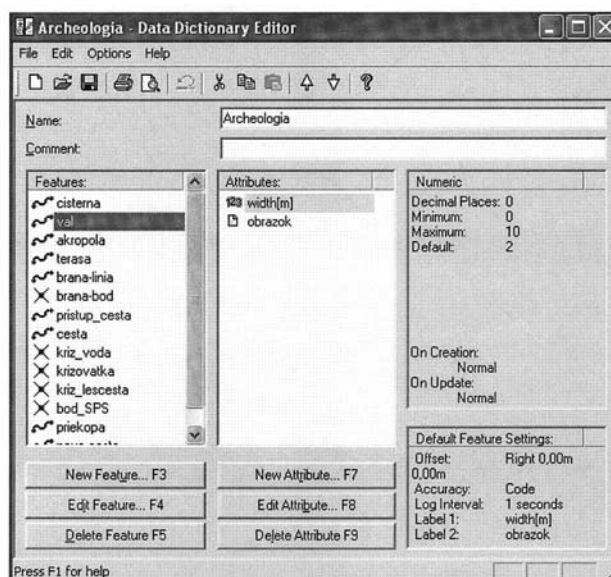 Archeologia - Data Dictionary Editor
File Edit Options Help
Name: Archeologia
Comment:
Features:
cisterna
val
akropola
terasa
brana-linia
brana-bod
pristup_cesta
cesta
kriz_voda
krizovatka
kriz_lescesta
bod_SPS
priekopa
New Feature... F3
Edit Feature... F4
Delete Feature F5
Attributes:
width[m]
obrazok
New Attribute... F7
Edit Attribute... F8
Delete Attribute F9
Numeric
Decimal Places: 0
Minimum: 0
Maximum: 10
Default: 2
On Creation:
Normal
On Update:
Normal
Default Feature Settings:
Offset: Right 0,00m
0,00m
Accuracy: Code
Log Interval: 1 seconds
Label 1: width[m]
Label 2: obrazok
Press F1 for help